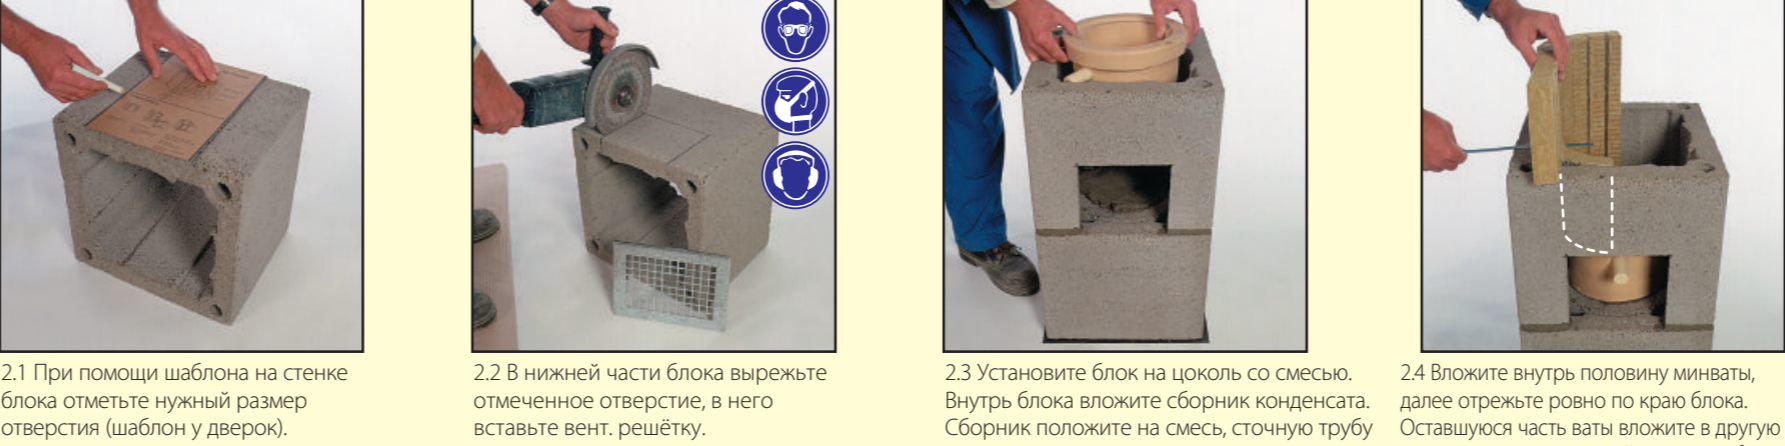 2.1 При помощи шаблона на стенке
блока отметьте нужный размер
отверстия (шаблон у дверок).
2.2 В нижней части блока вырежьте
отмеченное отверстие, в него
вставьте вент. решётку.
2.3 Установите блок на цоколь со смесью.
Внутрь блока вложите сборник конденсата.
Сборник положите на смесь, сточную трубу
2.4 Вложите внутрь половину минваты,
далее отрежьте ровно по краю блока.
Оставшуюся часть ваты вложите в другую